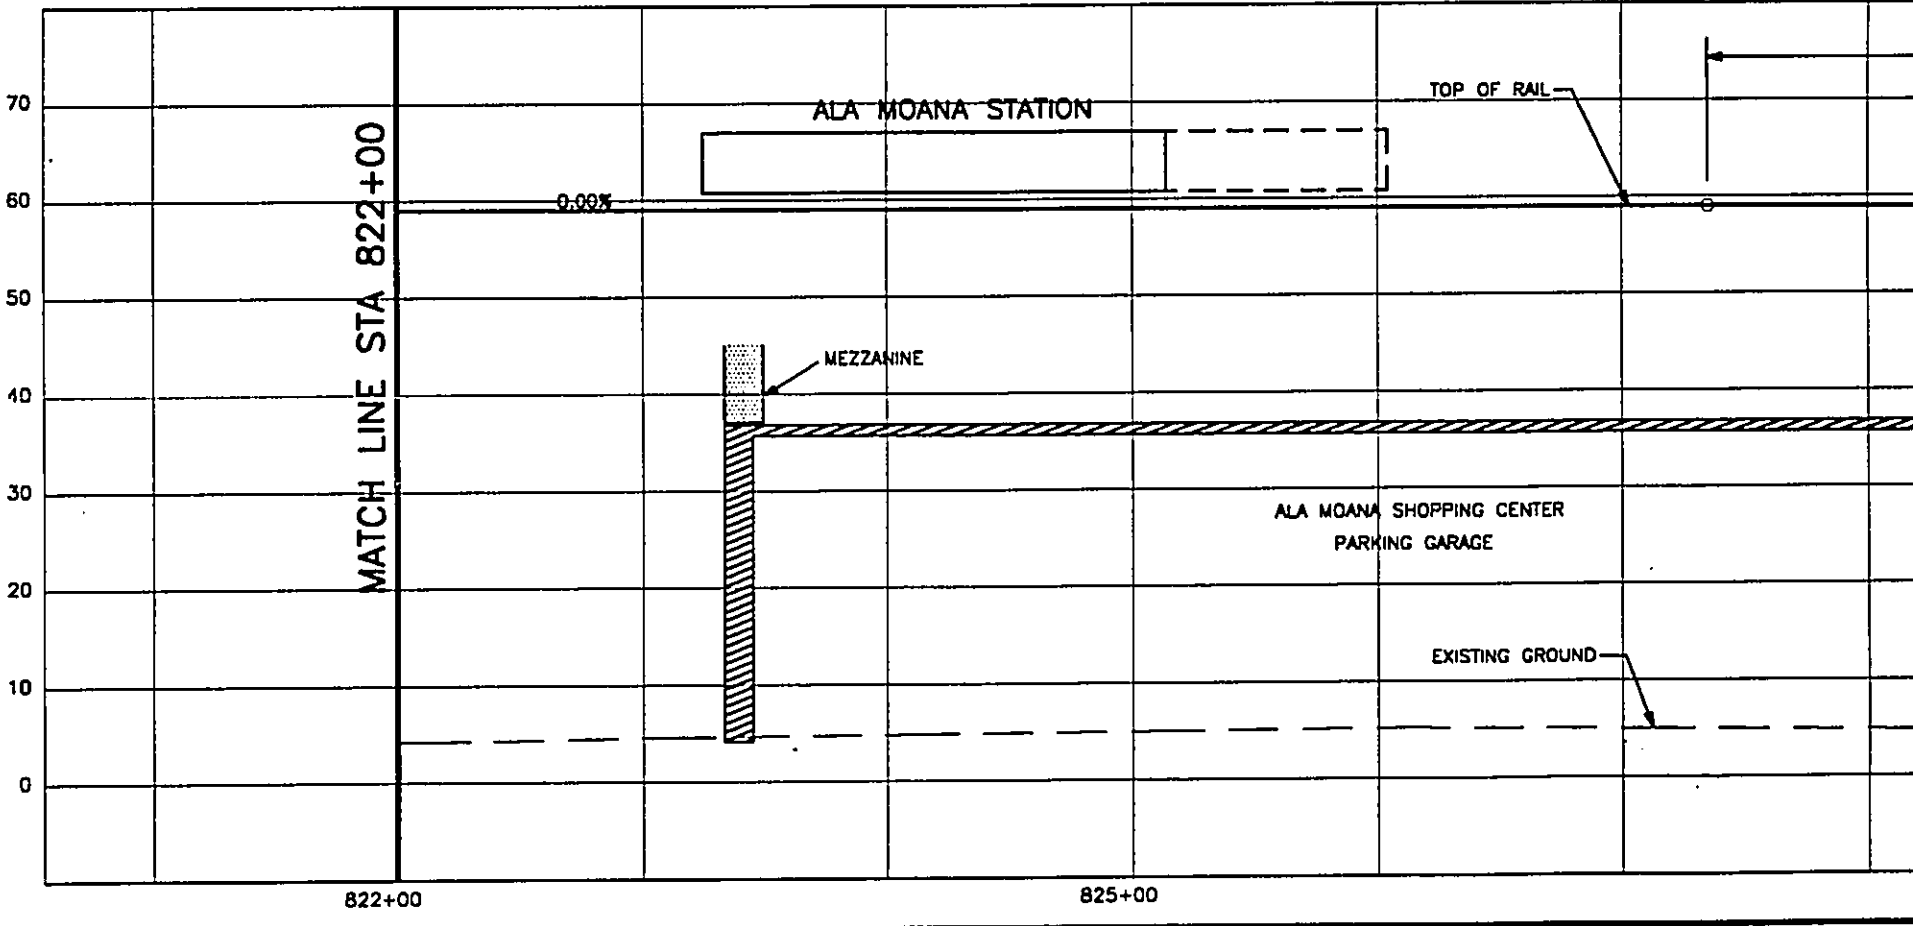 70
ALA MOANA STATION
TOP OF RAIL
60
0.00%
MATCH LINE STA 822+00
50
MEZZANINE
40
30
ALA MOANA SHOPPING CENTER
PARKING GARAGE
20
EXISTING GROUND
10
0
822+00
825+00